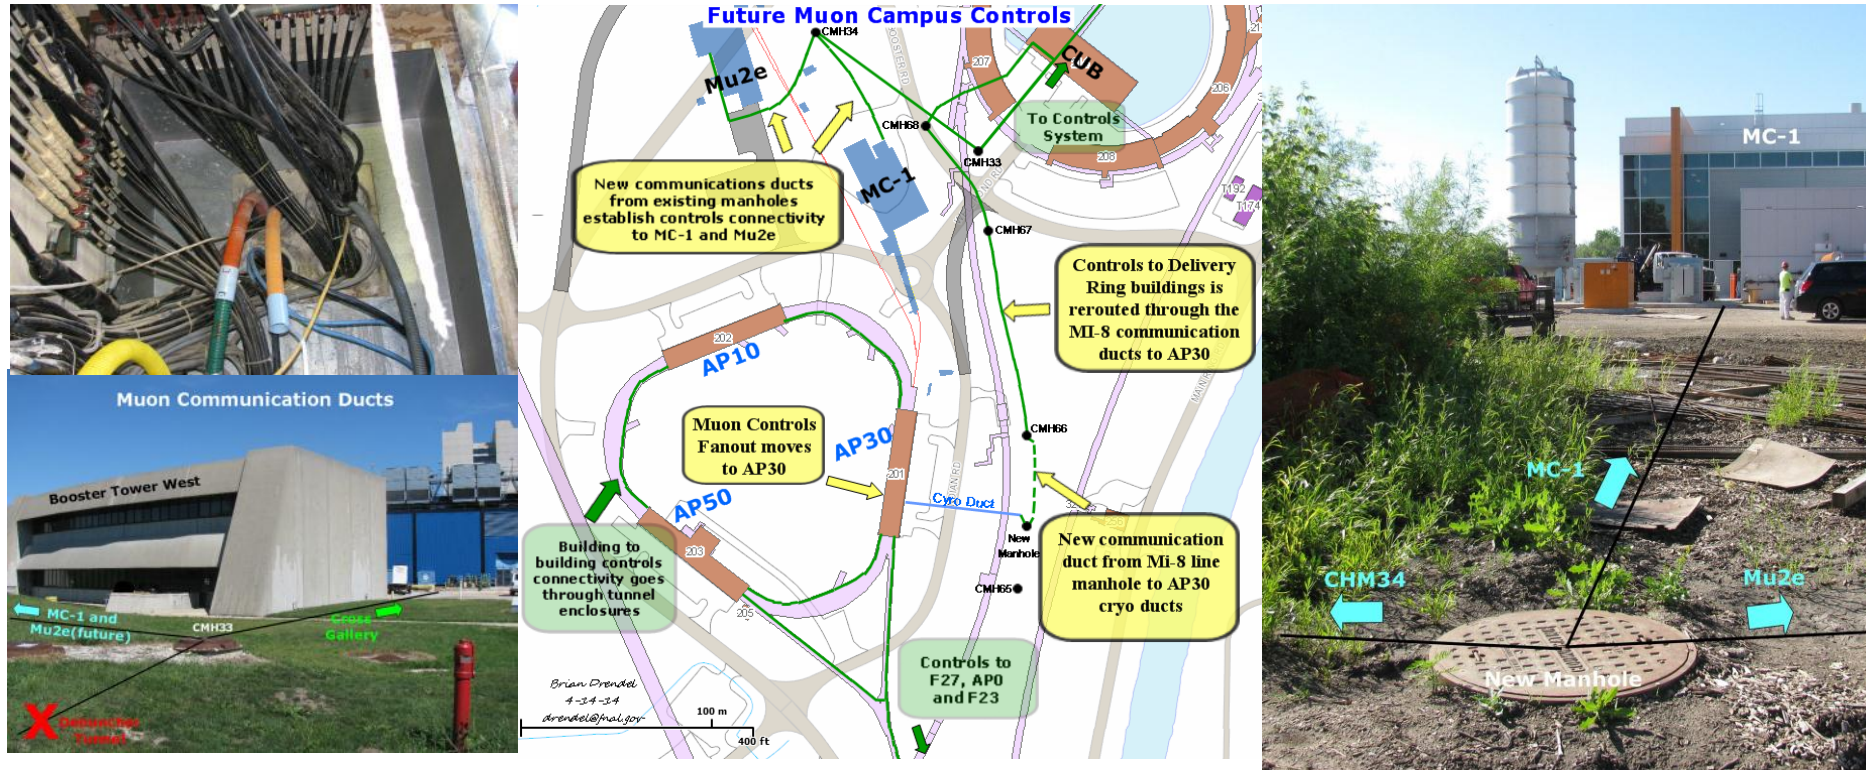 Muon Communication Ducts
Booster Tower West
MC-1 and
Mu2e(future)
CMH33
Cross
Gallery
Tunnel
Future Muon Campus Controls
CMH34
BOOSTER RD
Mu2e
CUB
207
206
208
CMH68
CMH33
To Controls
System
MC-1
T192
T174
New communications ducts
from existing manholes
establish controls connectivity
to MC-1 and Mu2e
CMH67
Controls to Delivery
Ring buildings is
rerouted through the
MI-8 communication
ducts to AP30
202
AP10
Muon Controls
Fanout moves
to AP30
AP30
201
CMH66
Cyro Duct
New
Manhole
CMH65
AP50
203
205
Building to
building controls
connectivity goes
through tunnel
enclosures
New communication
duct from Mi-8 line
manhole to AP30
cryo ducts
Controls to
F27, AP0
and F23
Brian Drendel
4-14-14
drendel@fnal.gov
100 m
400 ft
MC-1
MC-1
CHM34
Mu2e
New Manhole